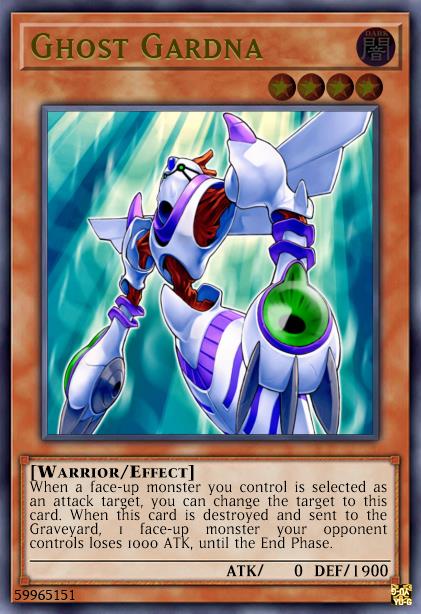 Ghost Gardna
DARK
闇
[Warrior/Effect]
When a face-up monster you control is selected as
an attack target, you can change the target to this
card. When this card is destroyed and sent to the
Graveyard, 1 face-up monster your opponent
controls loses 1000 ATK, until the End Phase.
ATK/ 0 DEF/1900
59965151